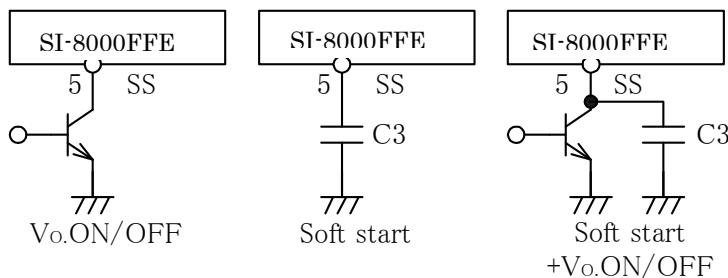 SI-8000FFE
5 SS
Vo.ON/OFF
SI-8000FFE
5 SS
C3
Soft start
SI-8000FFE
5 SS
C3
Soft start
+Vo.ON/OFF